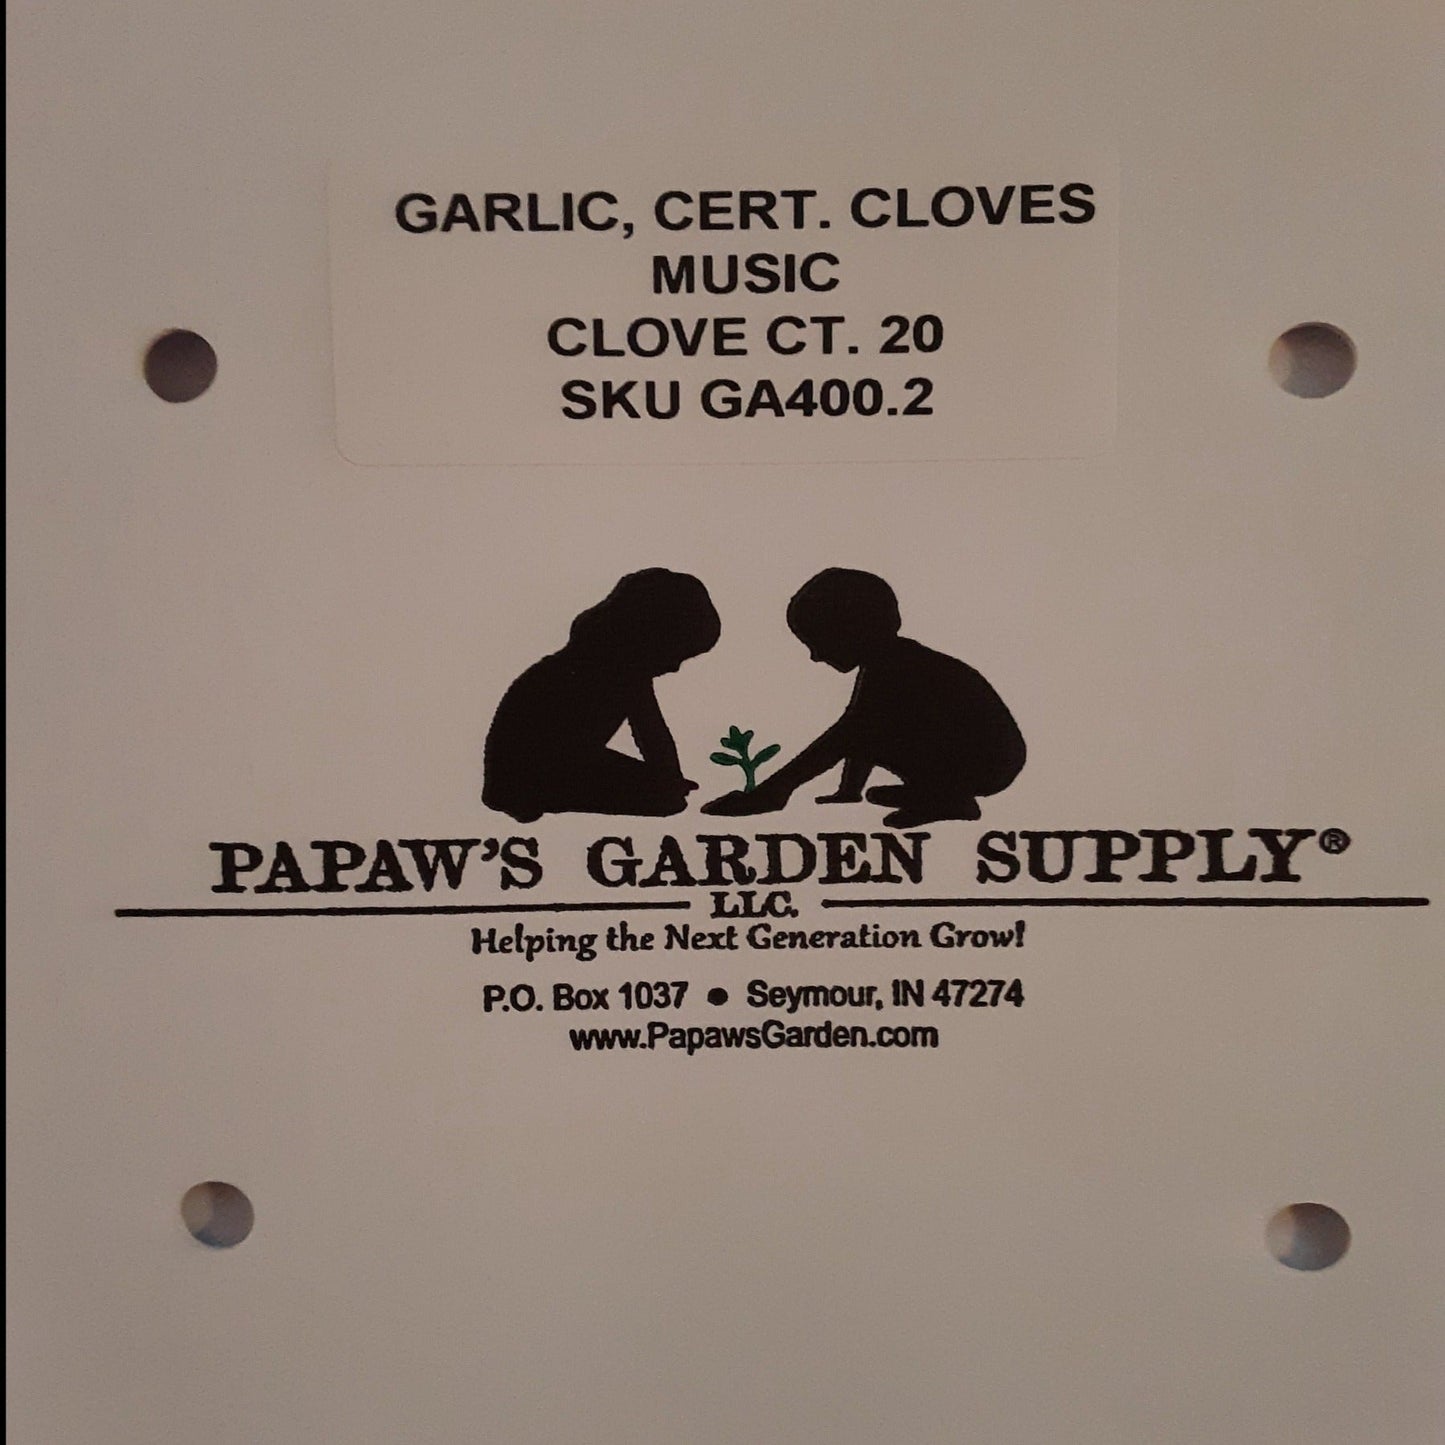 GARLIC, CERT. CLOVES
MUSIC
CLOVE CT. 20
SKU GA400.2
PAPAW'S GARDEN SUPPLY®
LLC.
Helping the Next Generation Grow!
P.O. Box 1037 ● Seymour, IN 47274
www.PapawsGarden.com